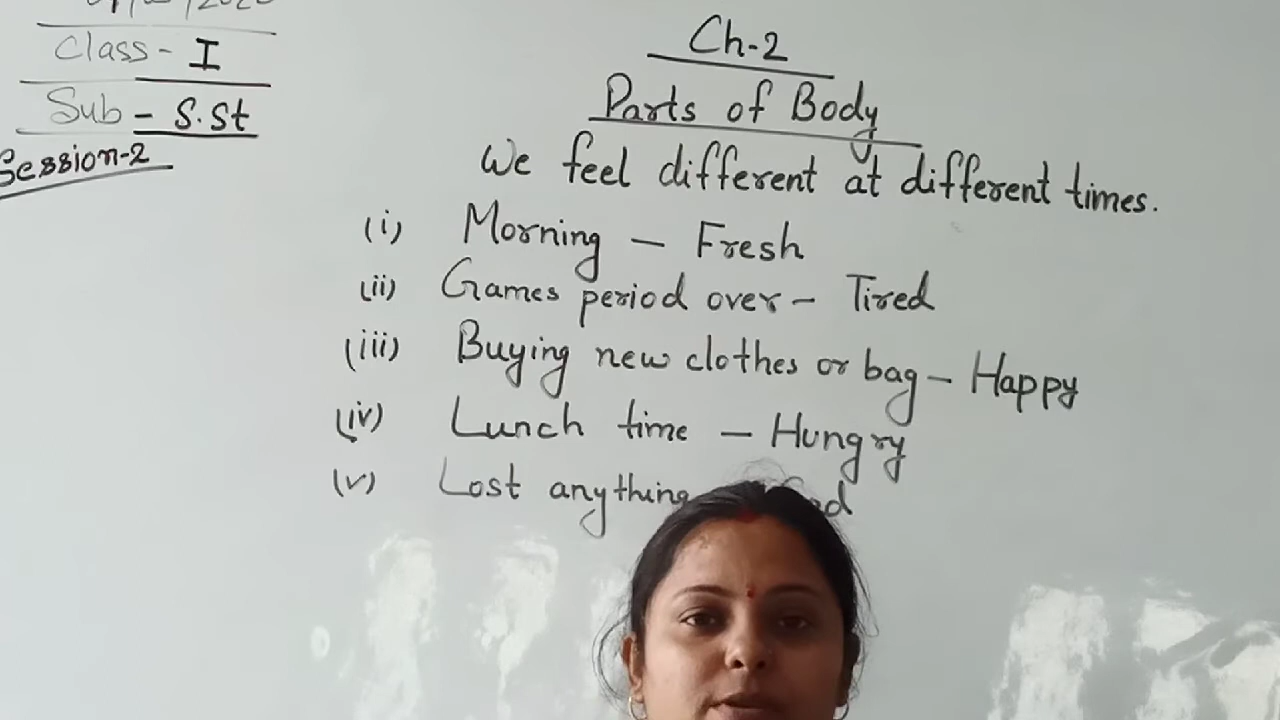 Class - I
Sub - S.St
Session-2
Ch-2
Parts of Body
We feel different at different times.
(i) Morning - Fresh
(ii) Games period over - Tired
(iii) Buying new clothes or bag - Happy
(iv) Lunch time - Hungry
(v) Lost anything